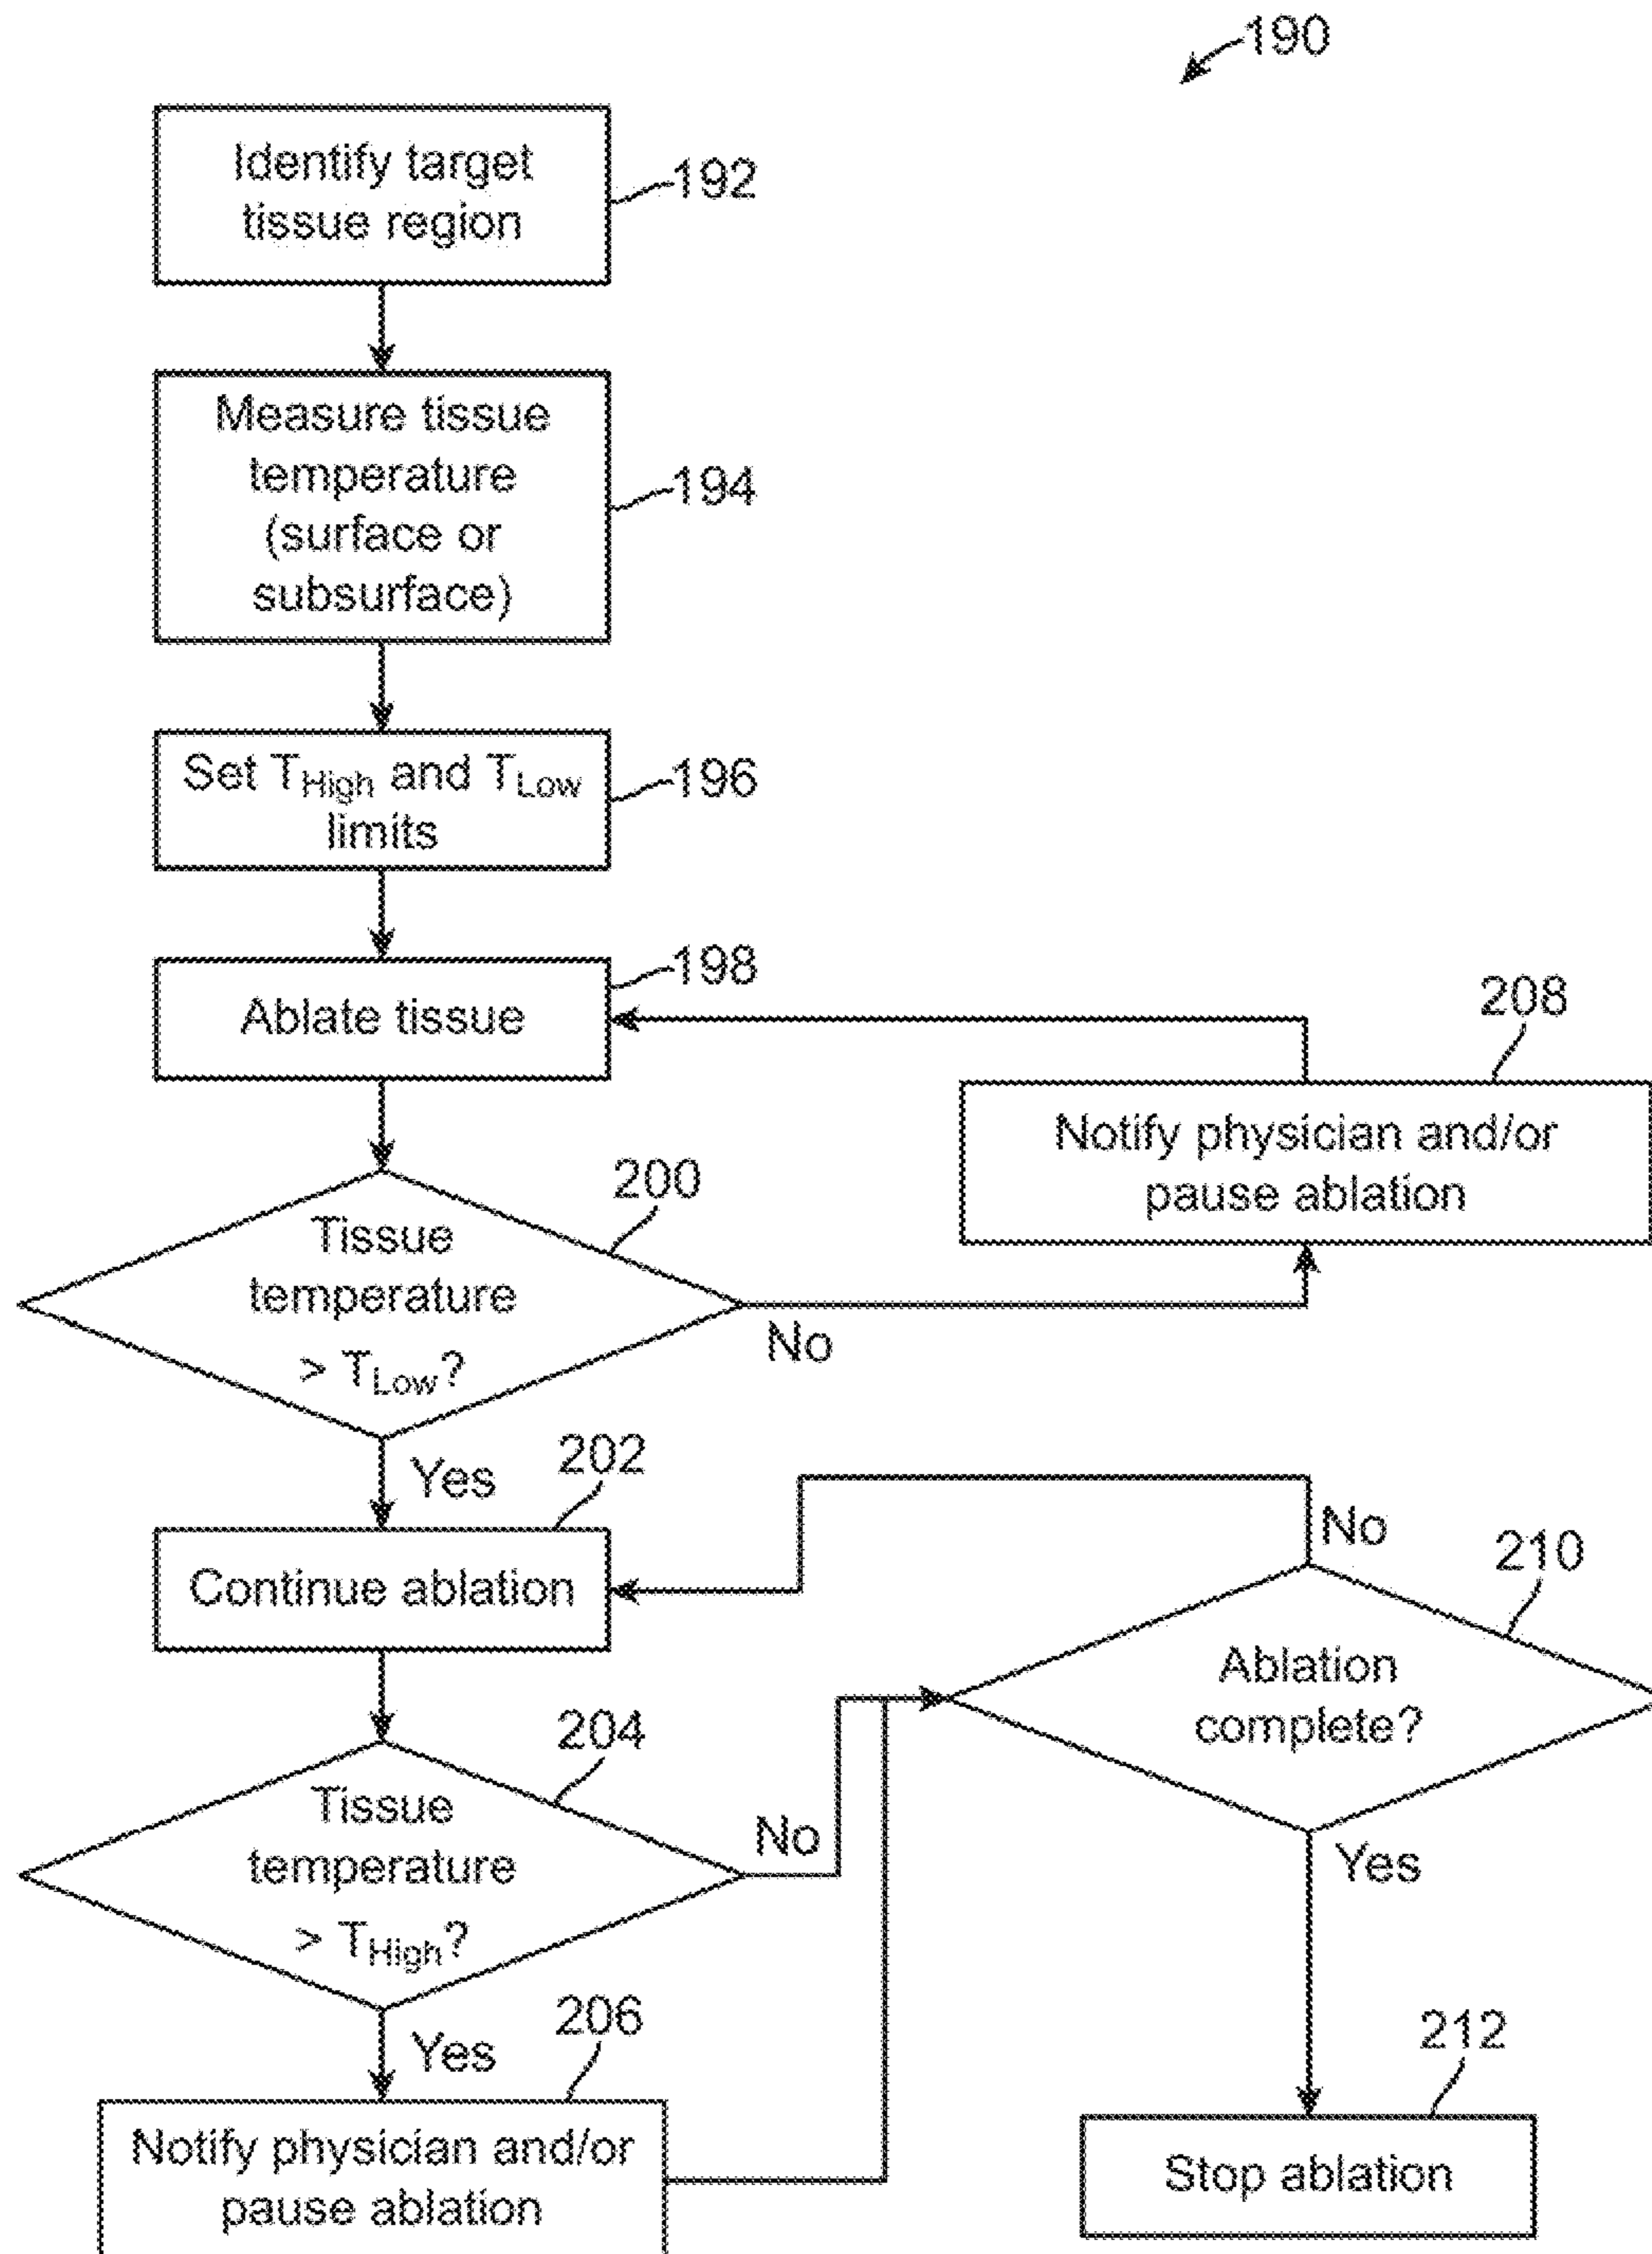 190
Identify target
tissue region
192
Measure tissue
temperature
(surface or
subsurface)
194
Set THigh and TLow
limits
196
Ablate tissue
198
208
Notify physician and/or
pause ablation
Tissue
temperature
> TLow?
200
No
Yes
202
Continue ablation
No
210
Ablation
complete?
204
Tissue
temperature
> THigh?
No
Yes
Yes
206
Notify physician and/or
pause ablation
212
Stop ablation